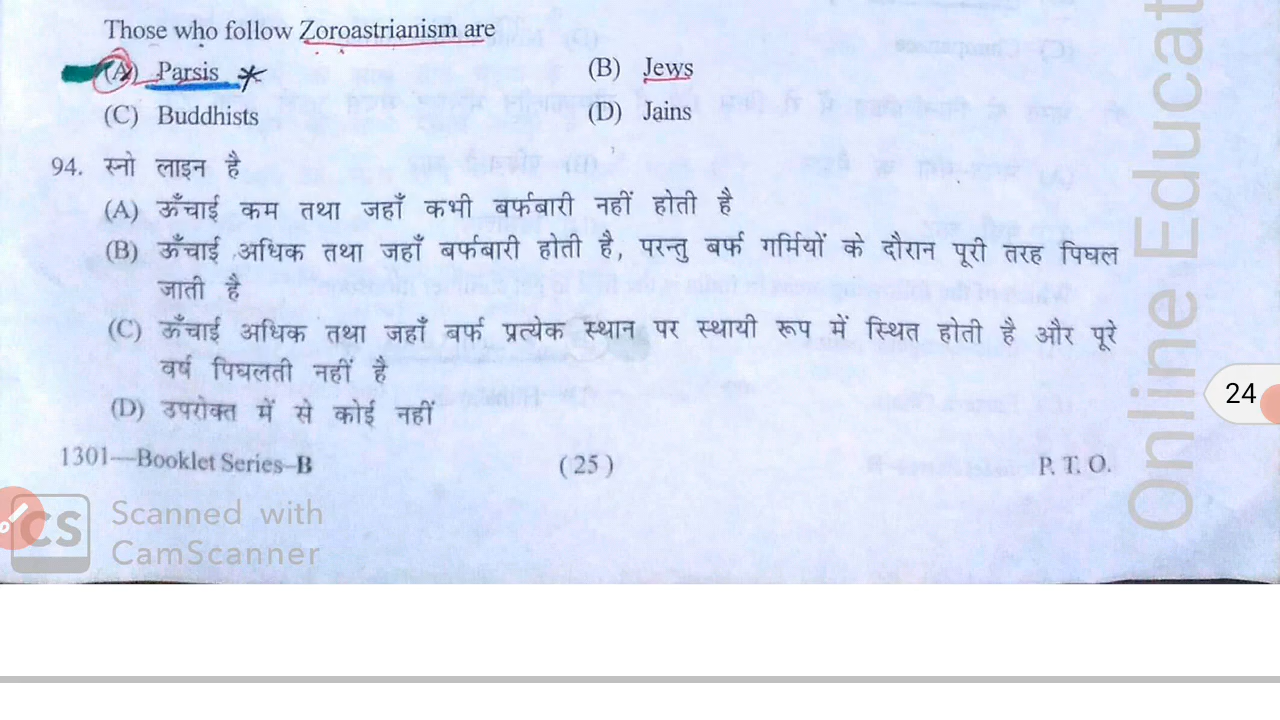 Those who follow Zoroastrianism are
(A) Parsis (B) Jews
(C) Buddhists (D) Jains
94. स्नो लाइन है
(A) ऊँचाई कम तथा जहाँ कभी बर्फबारी नहीं होती है
(B) ऊँचाई अधिक तथा जहाँ बर्फबारी होती है, परन्तु बर्फ गर्मियों के दौरान पूरी तरह पिघल
जाती है
(C) ऊँचाई अधिक तथा जहाँ बर्फ प्रत्येक स्थान पर स्थायी रूप में स्थित होती है और पूरे
वर्ष पिघलती नहीं है
(D) उपरोक्त में से कोई नहीं
1301—Booklet Series–B (25) P. T. O.
CS Scanned with
CamScanner
24
Online Educat